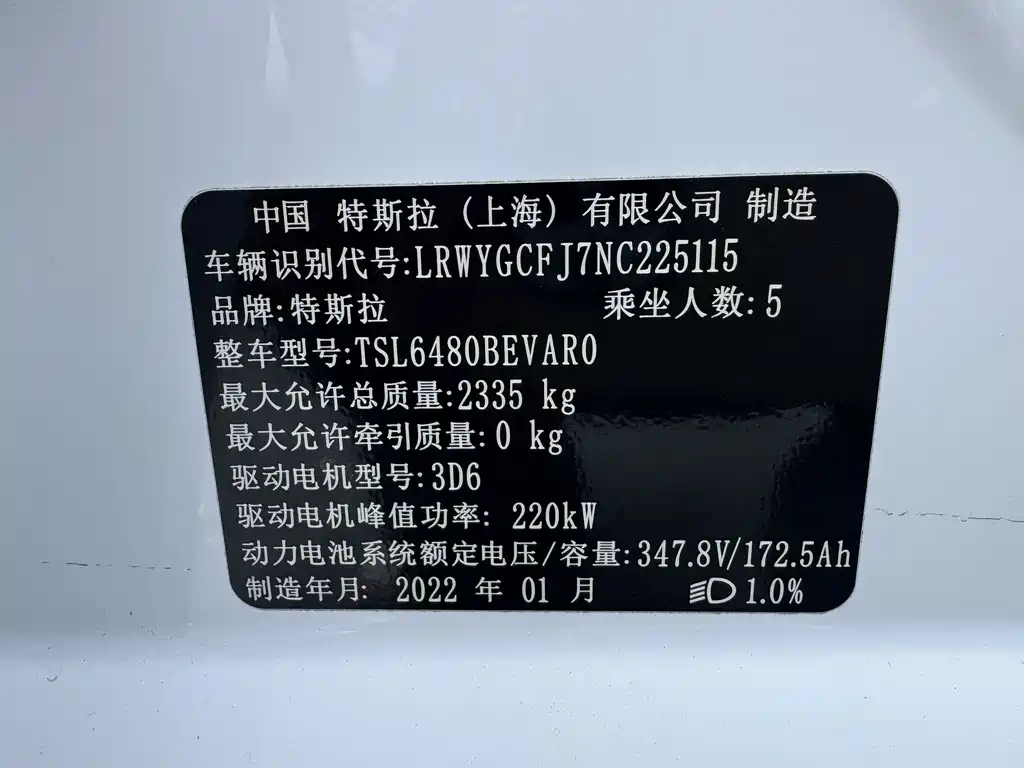 中国 特斯拉 (上海) 有限公司 制造
车辆识别代号:LRWYGCFJ7NC225115
品牌:特斯拉 乘坐人数:5
整车型号:TSL6480BEVAR0
最大允许总质量:2335 kg
最大允许牵引质量:0 kg
驱动电机型号:3D6
驱动电机峰值功率: 220kW
动力电池系统额定电压/容量:347.8V/172.5Ah
制造年月: 2022 年 01 月 1.0%